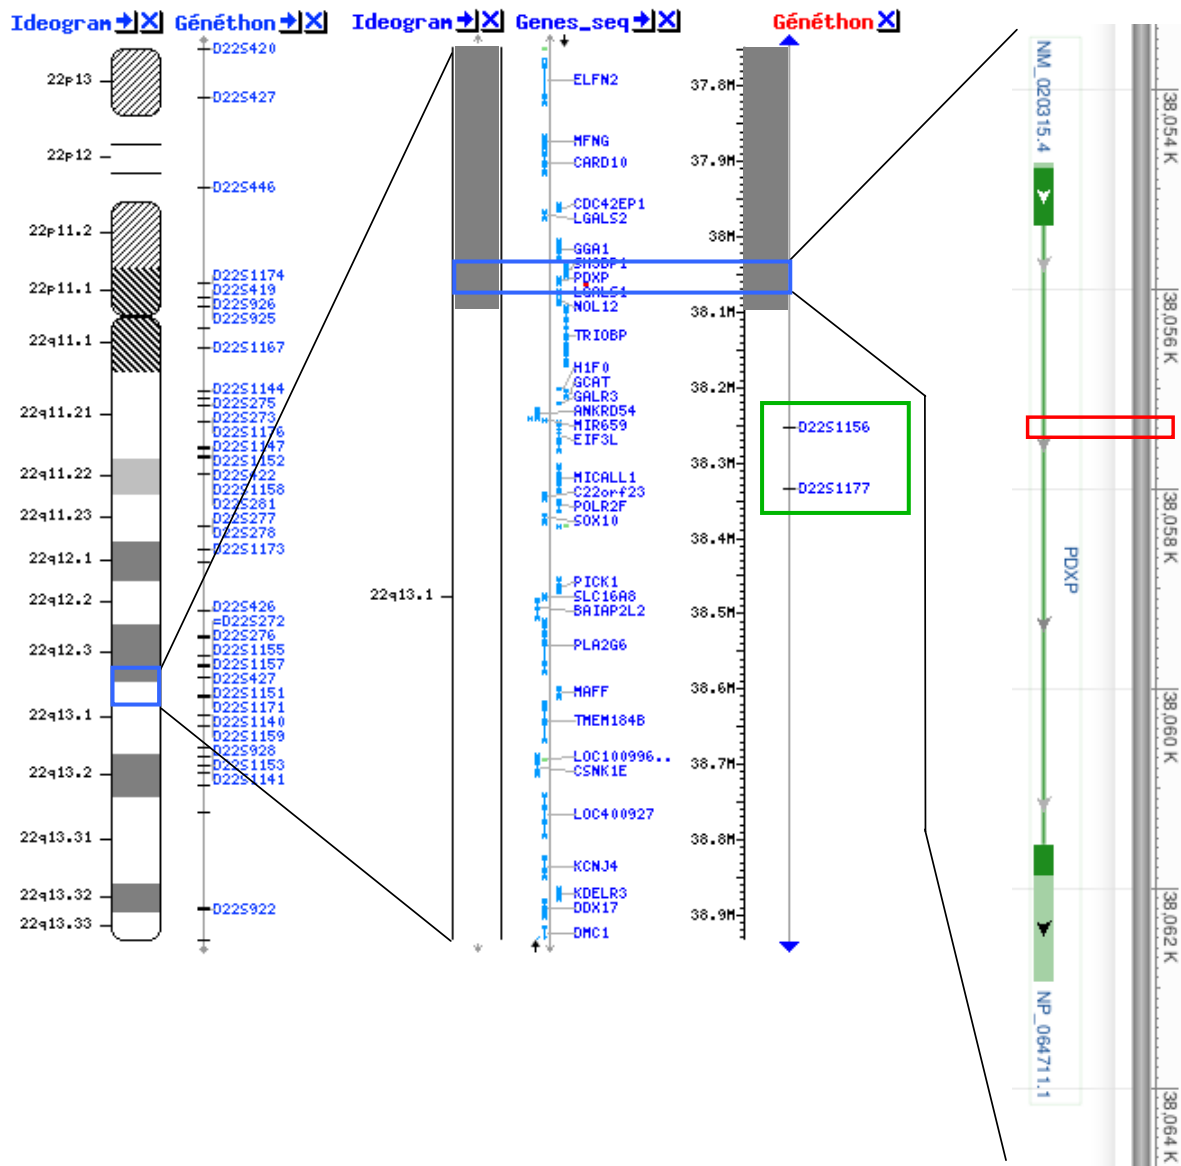 Ideogram
Généthon
Ideogram
Genes_seq
Généthon
22p13
22p12
22p11.2
22p11.1
22q11.1
22q11.21
22q11.22
22q11.23
22q12.1
22q12.2
22q12.3
22q13.1
22q13.2
22q13.31
22q13.32
22q13.33
D22S420
D22S427
D22S446
D22S1174
D22S419
D22S926
D22S925
D22S1167
D22S1144
D22S275
D22S273
D22S1176
D22S1147
D22S1152
D22S422
D22S1158
D22S281
D22S277
D22S278
D22S1173
D22S426
D22S272
D22S276
D22S1155
D22S1157
D22S427
D22S1151
D22S1171
D22S1140
D22S1159
D22S928
D22S1153
D22S1141
D22S922
22q13.1
ELFN2
MFNG
CARD10
CDC42EP1
LGALS2
GGA1
SH3BP1
PDXP
LGALS1
NOL12
TRIOBP
H1F0
GCAT
GALR3
ANKRD54
MIR659
EIF3L
MICALL1
C22orf23
POLR2F
SOX10
PICK1
SLC16A8
BAIAP2L2
PLA2G6
MAFF
TMEM184B
LOC100996..
CSNK1E
LOC400927
KCNJ4
KDELR3
DDX17
DMC1
37.8M
37.9M
38M
38.1M
38.2M
38.3M
38.4M
38.5M
38.6M
38.7M
38.8M
38.9M
D22S1156
D22S1177
NM_020315.4
PDXP
NP_064711.1
38,054 K
38,056 K
38,058 K
38,060 K
38,062 K
38,064 K